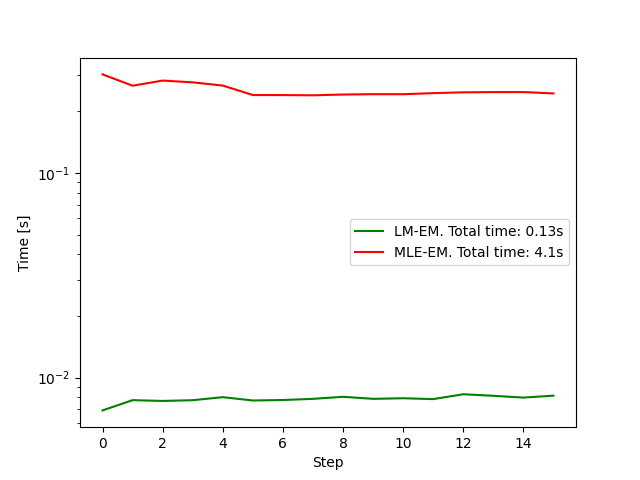 10⁻¹
10⁻²
Time [s]
LM-EM. Total time: 0.13s
MLE-EM. Total time: 4.1s
0 2 4 6 8 10 12 14
Step